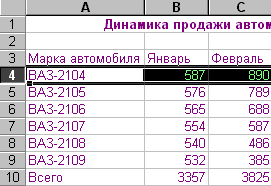 A B C
1 Динамика продажи автом
2
3 Марка автомобиля Январь Февраль
4 ВАЗ-2104 587 890
5 ВАЗ-2105 576 789
6 ВАЗ-2106 565 688
7 ВАЗ-2107 554 587
8 ВАЗ-2108 540 486
9 ВАЗ-2109 532 385
10 Всего 3357 3825